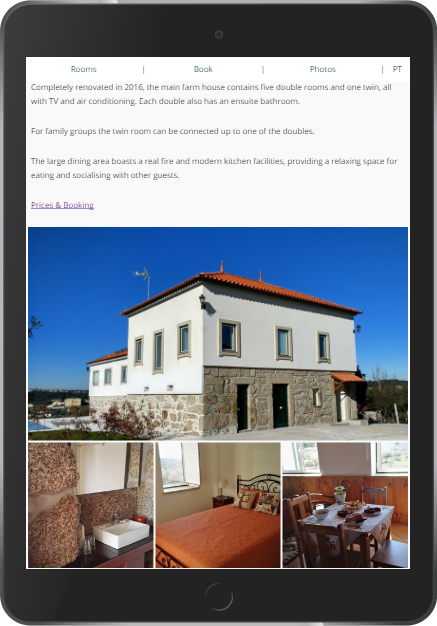 Rooms | Book | Photos | PT
Completely renovated in 2016, the main farm house contains five double rooms and one twin, all
with TV and air conditioning. Each double also has an ensuite bathroom.
For family groups the twin room can be connected up to one of the doubles.
The large dining area boasts a real fire and modern kitchen facilities, providing a relaxing space for
eating and socialising with other guests.
Prices & Booking